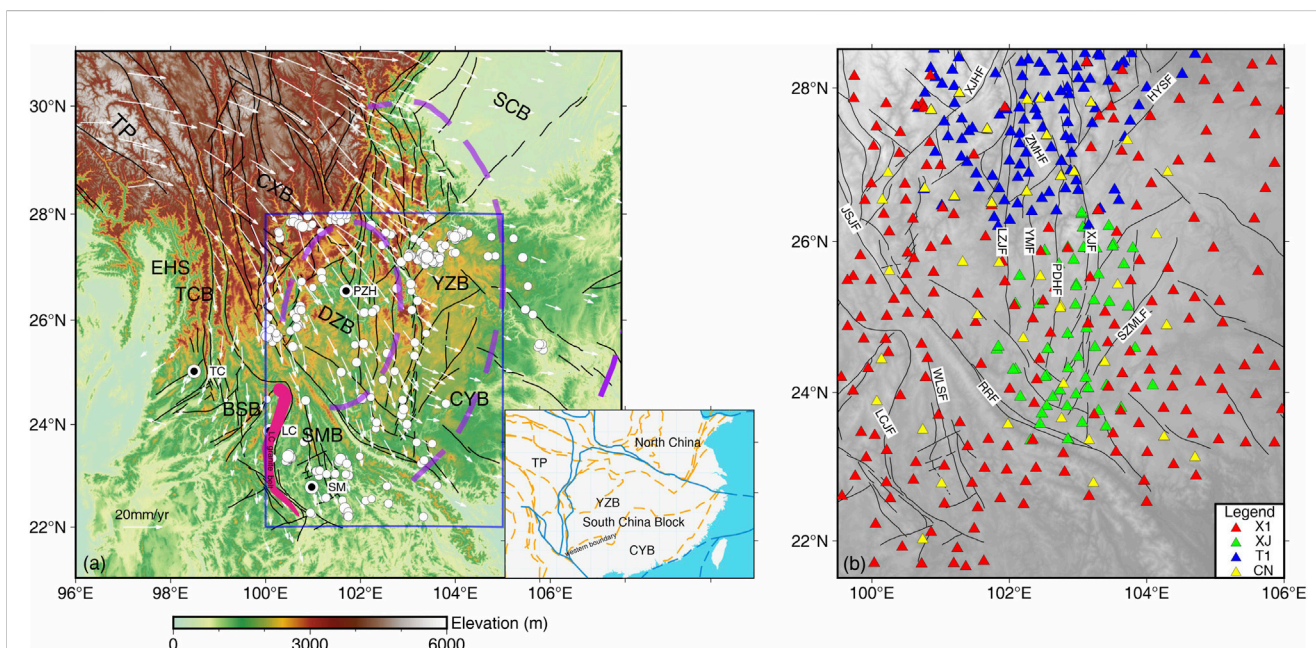 30°N
28°N
26°N
24°N
22°N
96°E
98°E
100°E
102°E
104°E
106°E
TP
SCB
CXB
EHS
TCB
PZH
YZB
DZB
TC
BSB
CYB
LC
SMB
SM
20mm/yr
(a)
North China
TP
YZB
South China Block
western boundary
CYB
Elevation (m)
0
3000
6000
28°N
26°N
24°N
22°N
100°E
102°E
104°E
106°E
XJHF
HYSF
ZMHF
JSJF
LZJF
YMF
XJF
PDHF
SZMLF
WLSF
RRF
LCJF
(b)
Legend
X1
XJ
T1
CN